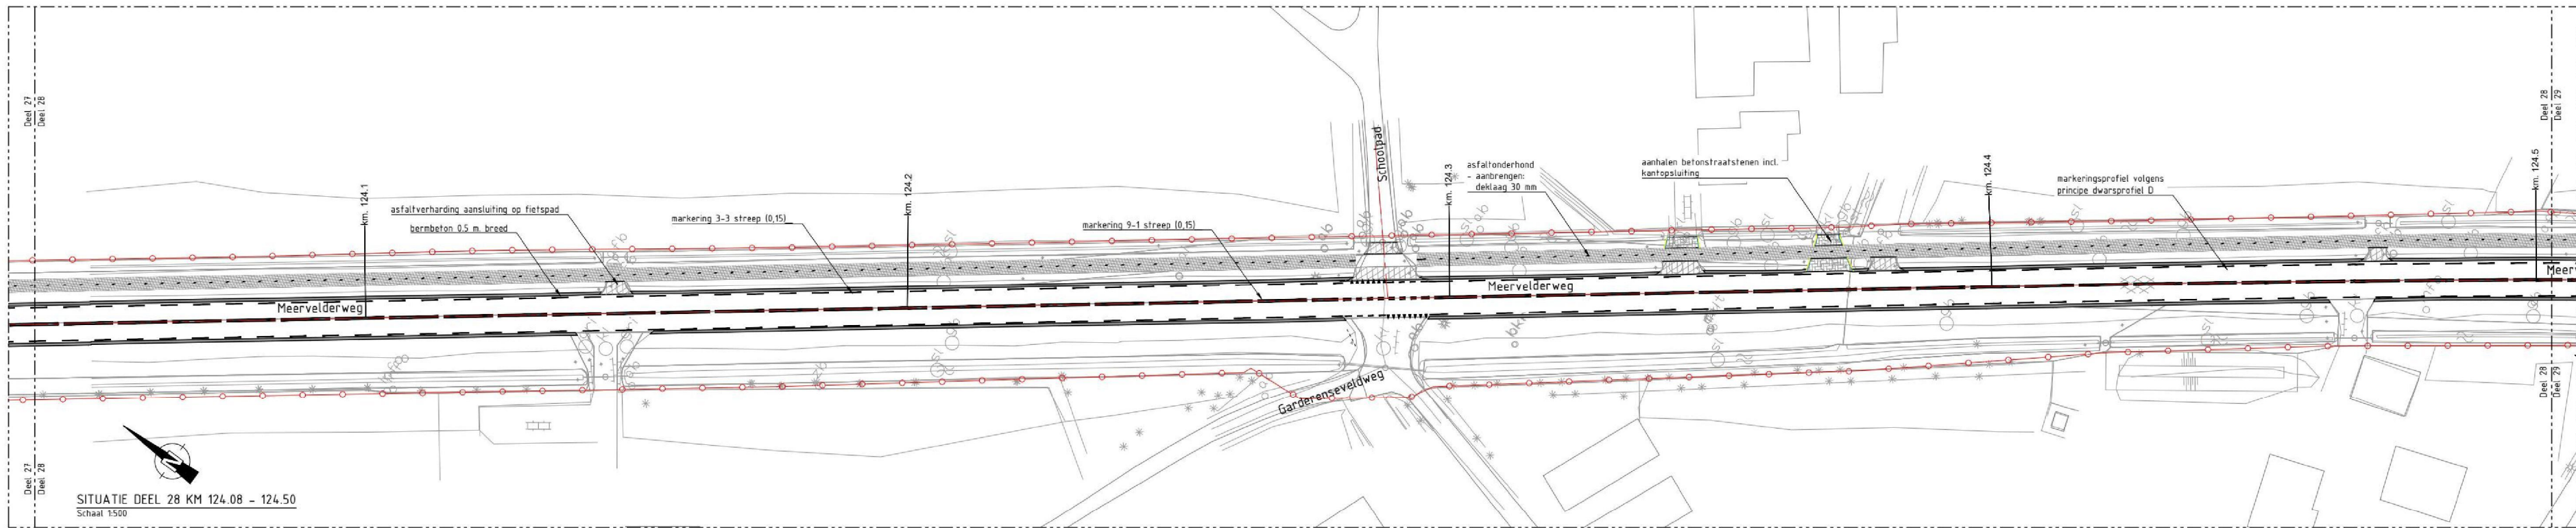 Deel 27
Deel 28
km. 124.1
asfaltverharding aansluiting op fietspad
bermbeton 0.5 m. breed
markering 3-3 streep (0,15)
km. 124.2
markering 9-1 streep (0,15)
Schootpad
km. 124.3
asfaltonderhond
- aanbrengen:
deklaag 30 mm
aanhalen betonstraatstenen incl.
kantopsluiting
km. 124.4
markeringsprofiel volgens
principe dwarsprofiel D
km. 124.5
Deel 28
Deel 29
Meervelderweg
Meervelderweg
Meer
Garderenseveldweg
Deel 27
Deel 28
N
Deel 28
Deel 29
SITUATIE DEEL 28 KM 124.08 - 124.50
Schaal 1:500